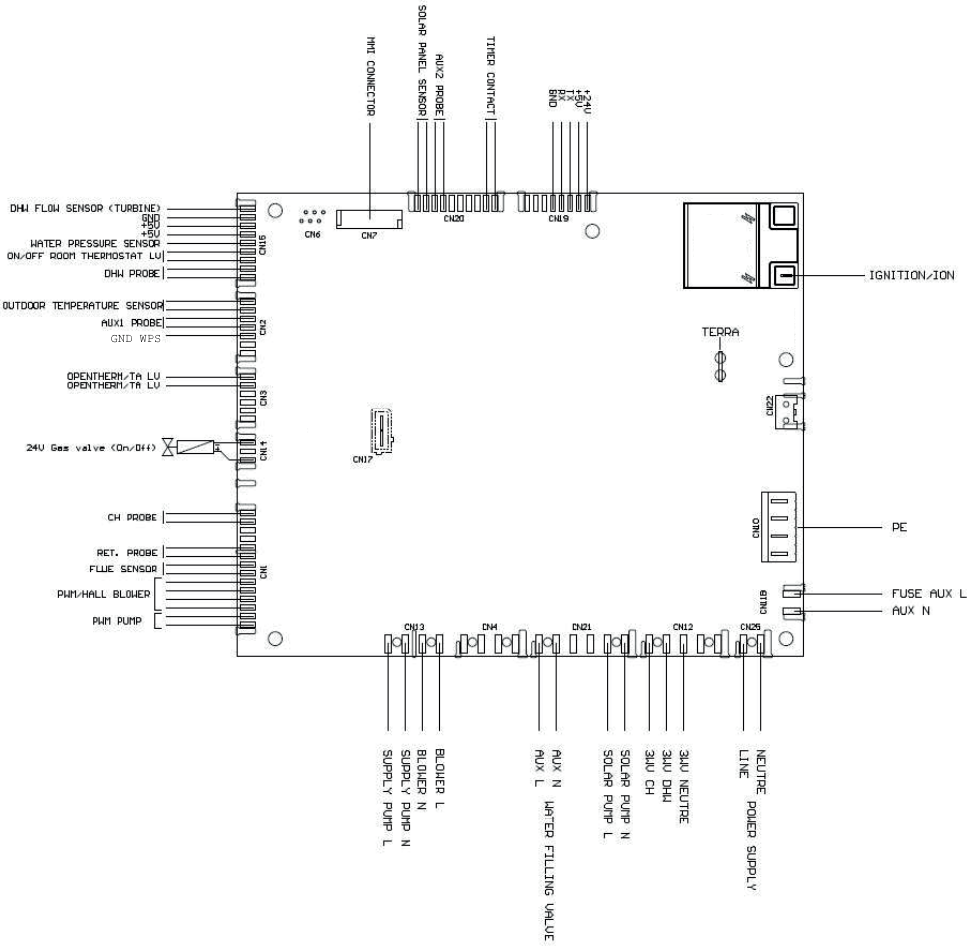 SOLAR PANEL SENSOR
MMI CONNECTOR
AUX2 PROBE
TIMER CONTACT
GND
RX
TX
+5V
+24V
DHW FLOW SENSOR (TURBINE)
GND
+5V
+5V
WATER PRESSURE SENSOR
ON/OFF ROOM THERMOSTAT LV
DHW PROBE
CN15
CN6
CN7
CN20
CN19
IGNITION/ION
OUTDOOR TEMPERATURE SENSOR
AUX1 PROBE
GND WPS
CN2
TERRA
OPENTHERM/TA LV
OPENTHERM/TA LV
CN3
CN22
24V Gas valve (On/Off)
CN14
CN17
CH PROBE
RET. PROBE
FLUE SENSOR
PWM/HALL BLOWER
PWM PUMP
CN1
CN10
PE
CN11B
FUSE AUX L
AUX N
CN13
CN4
CN21
CN12
CN25
SUPPLY PUMP L
SUPPLY PUMP N
BLOWER N
BLOWER L
AUX L
AUX N
WATER FILLING VALVE
SOLAR PUMP L
SOLAR PUMP N
3WV CH
3WV DHW
3WV NEUTRE
LINE
NEUTRE
POWER SUPPLY